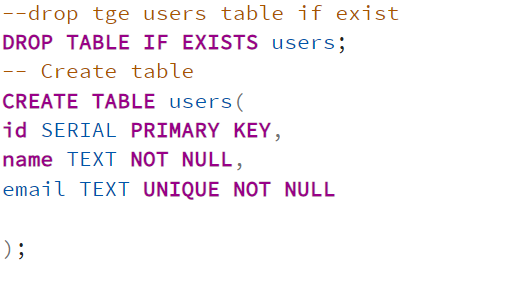 --drop tge users table if exist
DROP TABLE IF EXISTS users;
-- Create table
CREATE TABLE users(
id SERIAL PRIMARY KEY,
name TEXT NOT NULL,
email TEXT UNIQUE NOT NULL
);